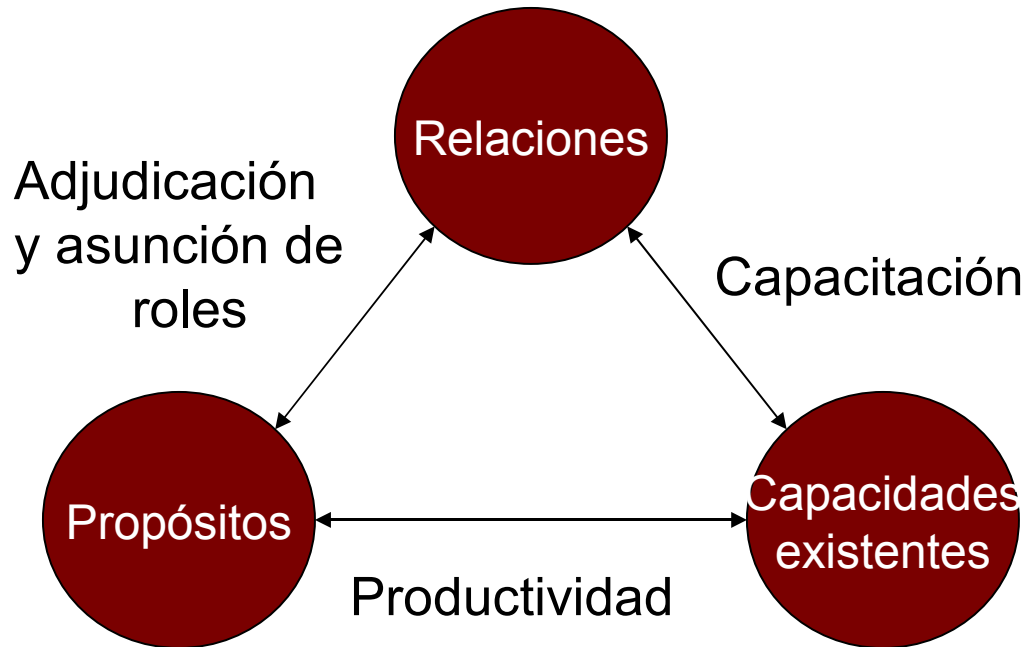 Relaciones
Adjudicación
y asunción de
roles
Capacitación
Propósitos
Capacidades
existentes
Productividad